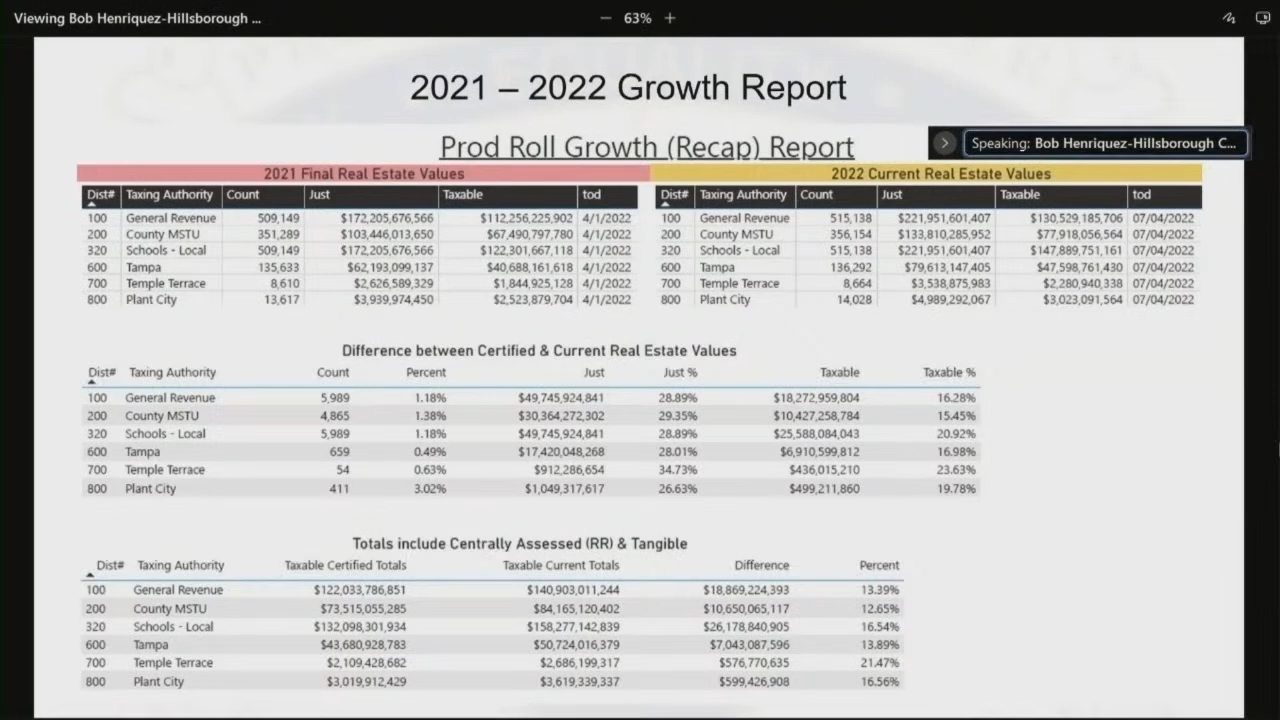 Viewing Bob Henriquez-Hillsborough ...
63%
2021 – 2022 Growth Report
Prod Roll Growth (Recap) Report
Speaking: Bob Henriquez-Hillsborough C...
2021 Final Real Estate Values
Dist# Taxing Authority Count Just Taxable tod
100 General Revenue 509,149 $172,205,676,566 $112,256,225,902 4/1/2022
200 County MSTU 351,289 $103,446,013,650 $67,490,797,780 4/1/2022
320 Schools - Local 509,149 $172,205,676,566 $122,301,667,118 4/1/2022
600 Tampa 135,633 $62,193,099,137 $40,688,161,618 4/1/2022
700 Temple Terrace 8,610 $2,626,589,329 $1,844,925,128 4/1/2022
800 Plant City 13,617 $3,939,974,450 $2,523,879,704 4/1/2022
2022 Current Real Estate Values
Dist# Taxing Authority Count Just Taxable tod
100 General Revenue 515,138 $221,951,601,407 $130,529,185,706 07/04/2022
200 County MSTU 356,154 $133,810,285,952 $77,918,056,564 07/04/2022
320 Schools - Local 515,138 $221,951,601,407 $147,889,751,161 07/04/2022
600 Tampa 136,292 $79,613,147,405 $47,598,761,430 07/04/2022
700 Temple Terrace 8,664 $3,538,875,983 $2,280,940,338 07/04/2022
800 Plant City 14,028 $4,989,292,067 $3,023,091,564 07/04/2022
Difference between Certified & Current Real Estate Values
Dist# Taxing Authority Count Percent Just Just % Taxable Taxable %
100 General Revenue 5,989 1.18% $49,745,924,841 28.89% $18,272,959,804 16.28%
200 County MSTU 4,865 1.38% $30,364,272,302 29.35% $10,427,258,784 15.45%
320 Schools - Local 5,989 1.18% $49,745,924,841 28.89% $25,588,084,043 20.92%
600 Tampa 659 0.49% $17,420,048,268 28.01% $6,910,599,812 16.98%
700 Temple Terrace 54 0.63% $912,286,654 34.73% $436,015,210 23.63%
800 Plant City 411 3.02% $1,049,317,617 26.63% $499,211,860 19.78%
Totals include Centrally Assessed (RR) & Tangible
Dist# Taxing Authority Taxable Certified Totals Taxable Current Totals Difference Percent
100 General Revenue $122,033,786,851 $140,903,011,244 $18,869,224,393 13.39%
200 County MSTU $73,515,055,285 $84,165,120,402 $10,650,065,117 12.65%
320 Schools - Local $132,098,301,934 $158,277,142,839 $26,178,840,905 16.54%
600 Tampa $43,680,928,783 $50,724,016,379 $7,043,087,596 13.89%
700 Temple Terrace $2,109,428,682 $2,686,199,317 $576,770,635 21.47%
800 Plant City $3,019,912,429 $3,619,339,337 $599,426,908 16.56%